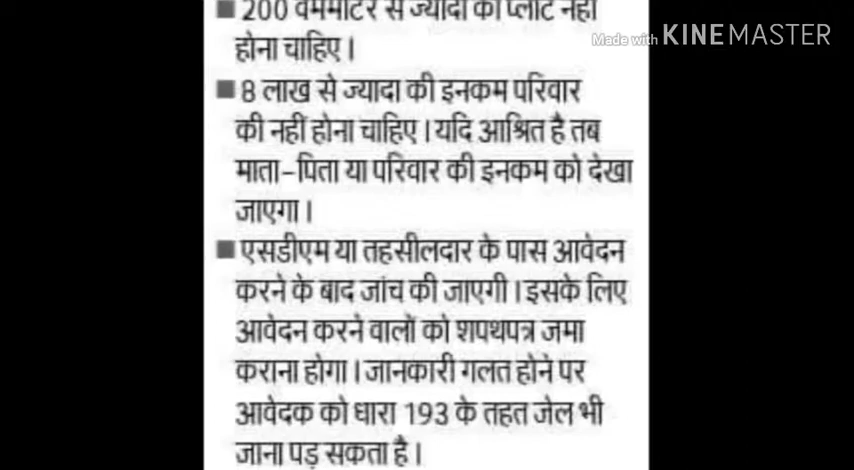 ■ 200 वर्गमीटर से ज्यादा का प्लाट नहीं
होना चाहिए।
Made with KINEMASTER
■ 8 लाख से ज्यादा की इनकम परिवार
की नहीं होना चाहिए। यदि आश्रित है तब
माता-पिता या परिवार की इनकम को देखा
जाएगा।
■ एसडीएम या तहसीलदार के पास आवेदन
करने के बाद जांच की जाएगी। इसके लिए
आवेदन करने वालों को शपथपत्र जमा
कराना होगा। जानकारी गलत होने पर
आवेदक को धारा 193 के तहत जेल भी
जाना पड़ सकता है।